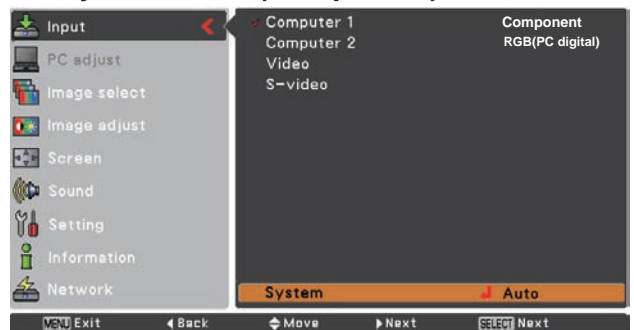 Input
PC adjust
Image select
Image adjust
Screen
Sound
Setting
Information
Network
Computer 1 Component
Computer 2 RGB(PC digital)
Video
S-video
System Auto
MENU Exit Back Move Next SELECT Next